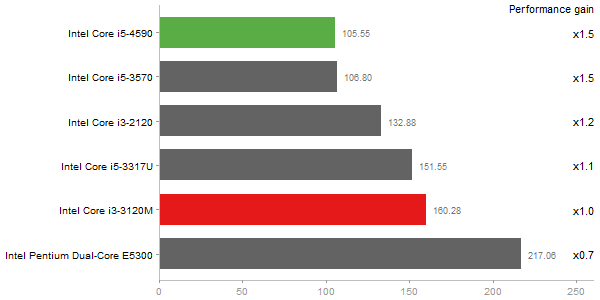 Performance gain
Intel Core i5-4590 105.55 x1.5
Intel Core i5-3570 106.80 x1.5
Intel Core i3-2120 132.88 x1.2
Intel Core i5-3317U 151.55 x1.1
Intel Core i3-3120M 160.28 x1.0
Intel Pentium Dual-Core E5300 217.06 x0.7
0 50 100 150 200 250